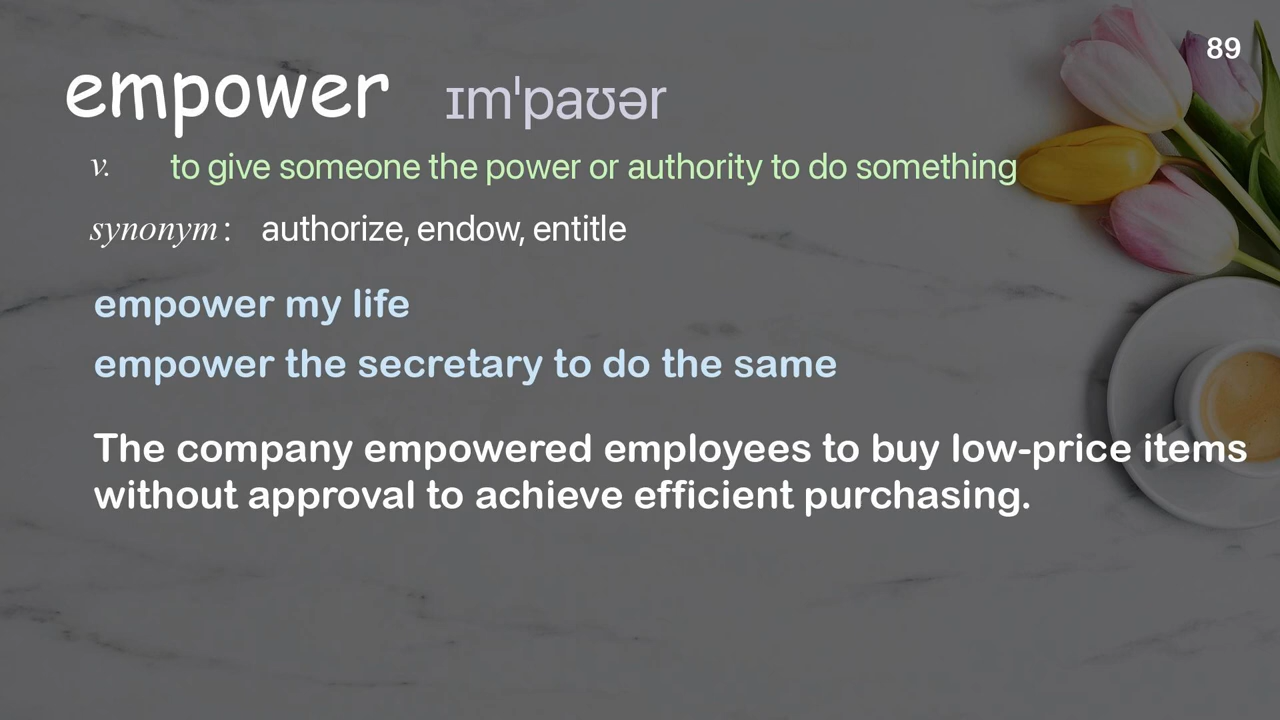 89
empower ɪmˈpaʊər
v. to give someone the power or authority to do something
synonym: authorize, endow, entitle
empower my life
empower the secretary to do the same
The company empowered employees to buy low-price items
without approval to achieve efficient purchasing.